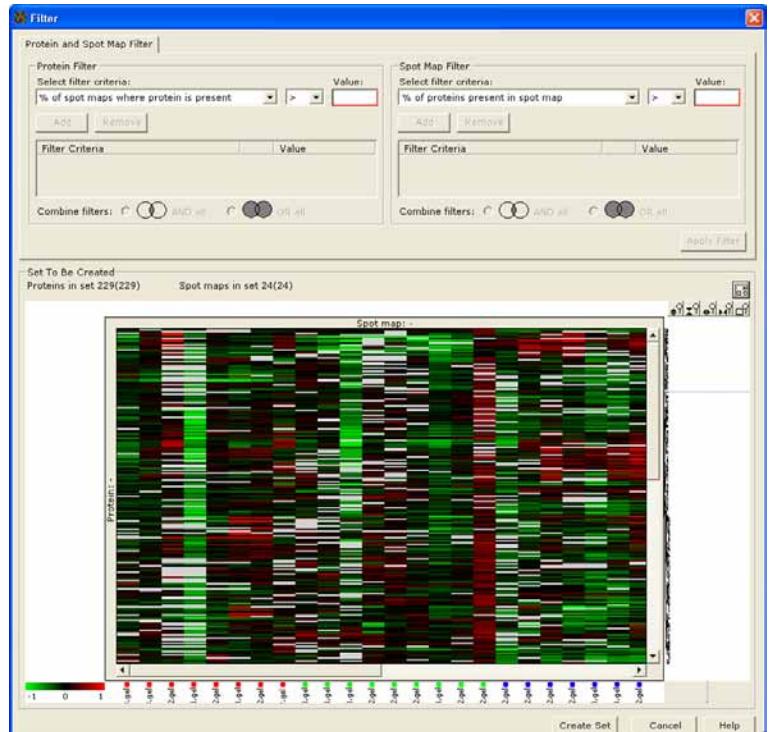 Filter
Protein and Spot Map Filter
Protein Filter
Select filter criteria:
Value:
% of spot maps where protein is present
>
Add
Remove
Filter Criteria
Value
Combine filters:
AND all
OR all
Spot Map Filter
Select filter criteria:
Value:
% of proteins present in spot map
>
Add
Remove
Filter Criteria
Value
Combine filters:
AND all
OR all
Apply Filter
Set To Be Created
Proteins in set 229(229)
Spot maps in set 24(24)
Spot map: -
Protein: -
-1 0 1
Create Set
Cancel
Help